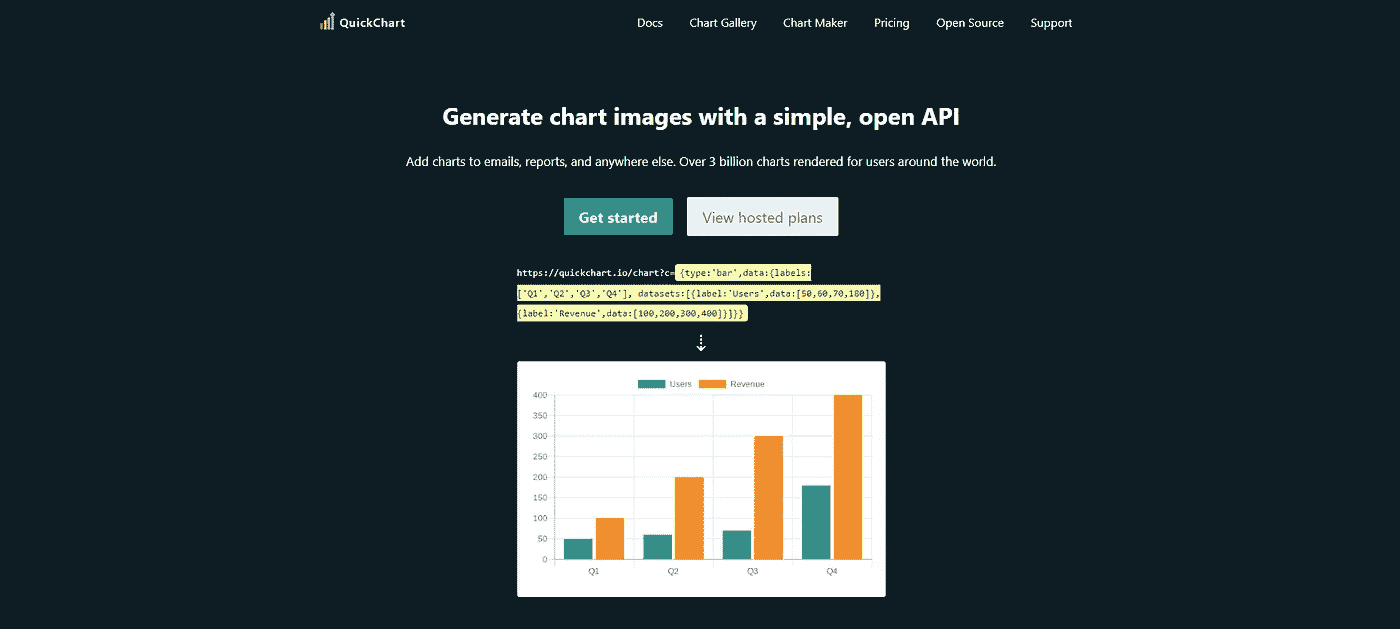 QuickChart
Docs
Chart Gallery
Chart Maker
Pricing
Open Source
Support
Generate chart images with a simple, open API
Add charts to emails, reports, and anywhere else. Over 3 billion charts rendered for users around the world.
Get started
View hosted plans
https://quickchart.io/chart?c={type:'bar',data:{labels:
['Q1','Q2','Q3','Q4'], datasets:[{label:'Users',data:[50,60,70,180]},
{label:'Revenue',data:[100,200,300,400]}]}}
Users
Revenue
400
350
300
250
200
150
100
50
0
Q1
Q2
Q3
Q4